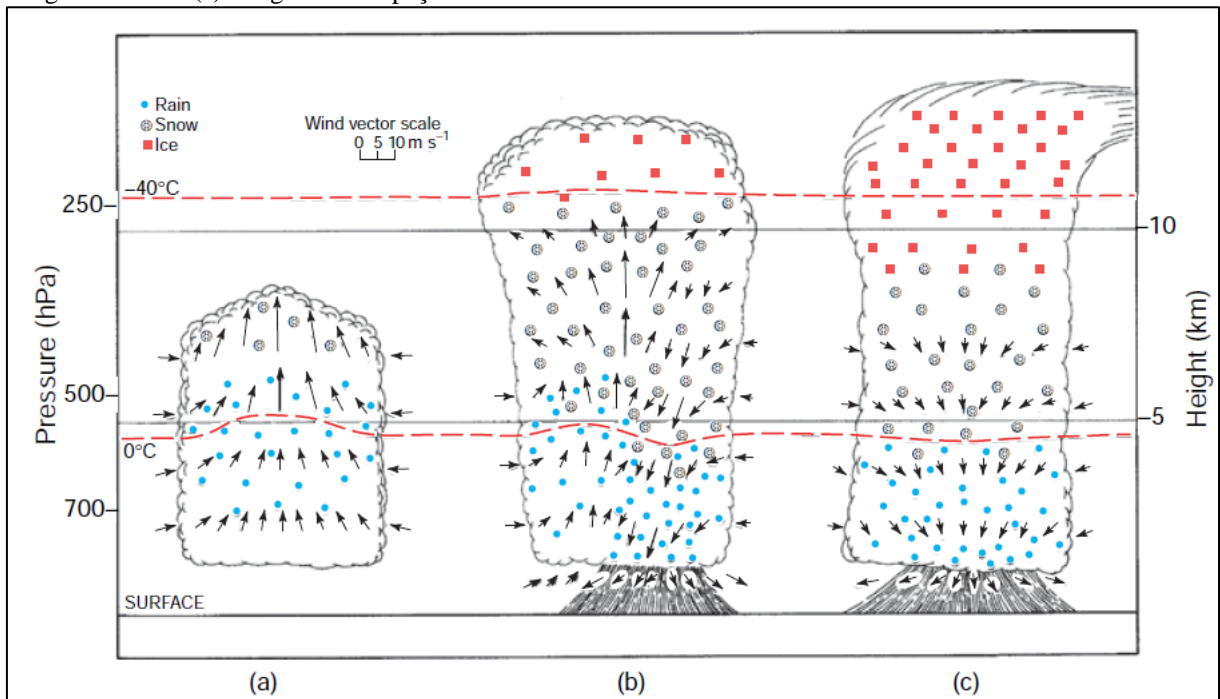 Rain
Snow
Ice
Wind vector scale
0 5 10 m s⁻¹
−40°C
250
10
Pressure (hPa)
Height (km)
500
5
0°C
700
SURFACE
(a) (b) (c)